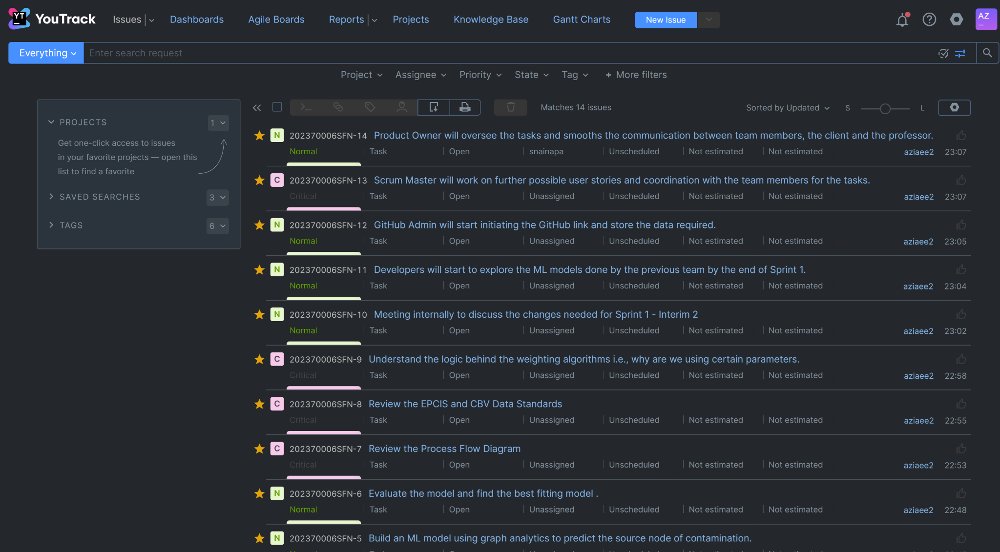 YT YouTrack Issues Dashboards Agile Boards Reports Projects Knowledge Base Gantt Charts New Issue AZ
Everything Enter search request
Project Assignee Priority State Tag + More filters
PROJECTS 1
Get one-click access to issues
in your favorite projects — open this
list to find a favorite
SAVED SEARCHES 3
TAGS 6
Matches 14 issues Sorted by Updated S L
N 202370006SFN-14 Product Owner will oversee the tasks and smooths the communication between team members, the client and the professor.
Normal Task Open snainapa Unscheduled Not estimated Not estimated aziaee2 23:07
C 202370006SFN-13 Scrum Master will work on further possible user stories and coordination with the team members for the tasks.
Critical Task Open Unassigned Unscheduled Not estimated Not estimated aziaee2 23:07
N 202370006SFN-12 GitHub Admin will start initiating the GitHub link and store the data required.
Normal Task Open Unassigned Unscheduled Not estimated Not estimated aziaee2 23:05
N 202370006SFN-11 Developers will start to explore the ML models done by the previous team by the end of Sprint 1.
Normal Task Open Unassigned Unscheduled Not estimated Not estimated aziaee2 23:04
N 202370006SFN-10 Meeting internally to discuss the changes needed for Sprint 1 - Interim 2
Normal Task Open Unassigned Unscheduled Not estimated Not estimated aziaee2 23:02
C 202370006SFN-9 Understand the logic behind the weighting algorithms i.e., why are we using certain parameters.
Critical Task Open Unassigned Unscheduled Not estimated Not estimated aziaee2 22:58
C 202370006SFN-8 Review the EPCIS and CBV Data Standards
Critical Task Open Unassigned Unscheduled Not estimated Not estimated aziaee2 22:55
C 202370006SFN-7 Review the Process Flow Diagram
Critical Task Open Unassigned Unscheduled Not estimated Not estimated aziaee2 22:53
N 202370006SFN-6 Evaluate the model and find the best fitting model .
Normal Task Open Unassigned Unscheduled Not estimated Not estimated aziaee2 22:48
N 202370006SFN-5 Build an ML model using graph analytics to predict the source node of contamination.